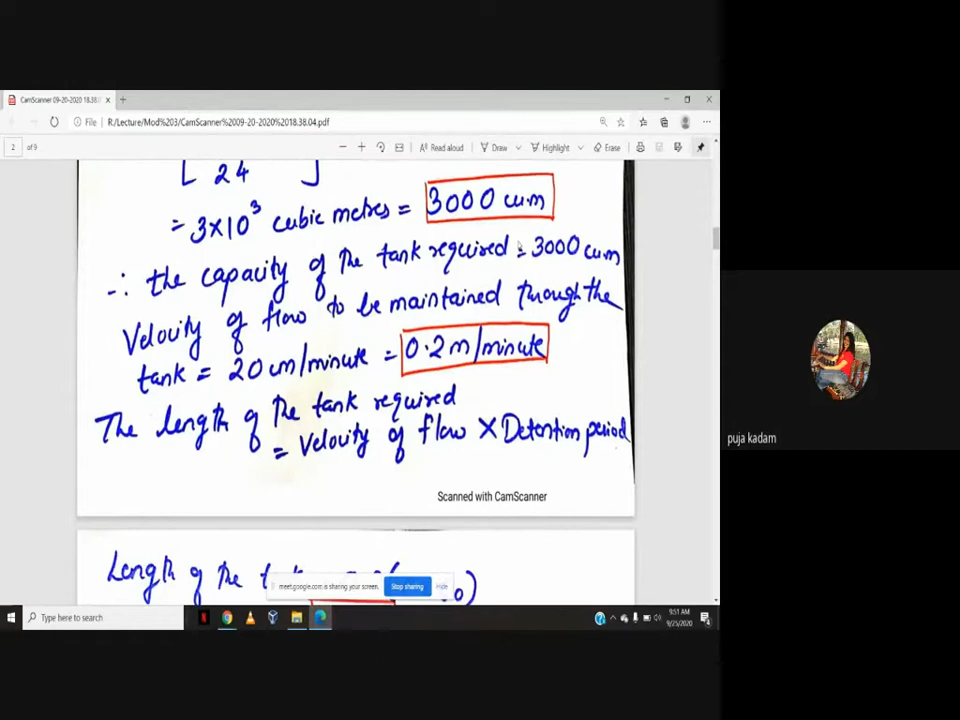 CamScanner 09-20-2020 18.38.0
File
R:/Lecture/Mod%203/CamScanner%2009-20-2020%2018.38.04.pdf
2 of 9
Read aloud
Draw
Highlight
Erase
24
= 3×10³ cubic metres = 3000 cu.m
∴ the capacity of the tank required = 3000 cu.m
Velocity of flow to be maintained through the
tank = 20 cm/minute = 0.2 m/minute
The length of the tank required
= Velocity of flow × Detention period
Scanned with CamScanner
Length of the
meet.google.com is sharing your screen.
Stop sharing
Hide
Type here to search
9:51 AM
9/25/2020
puja kadam